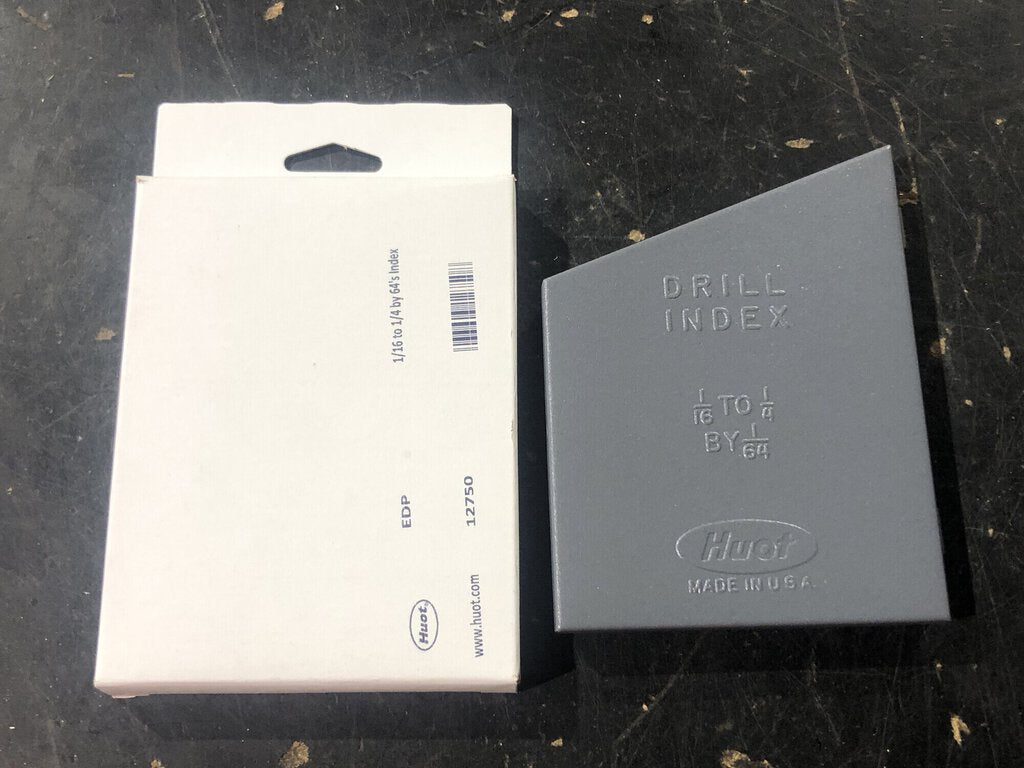 1/16 to 1/4 by 64's Index
EDP
12750
Huot
www.huot.com
DRILL
INDEX
1/16 TO 1/4
BY 1/64
Huot
MADE IN U S A